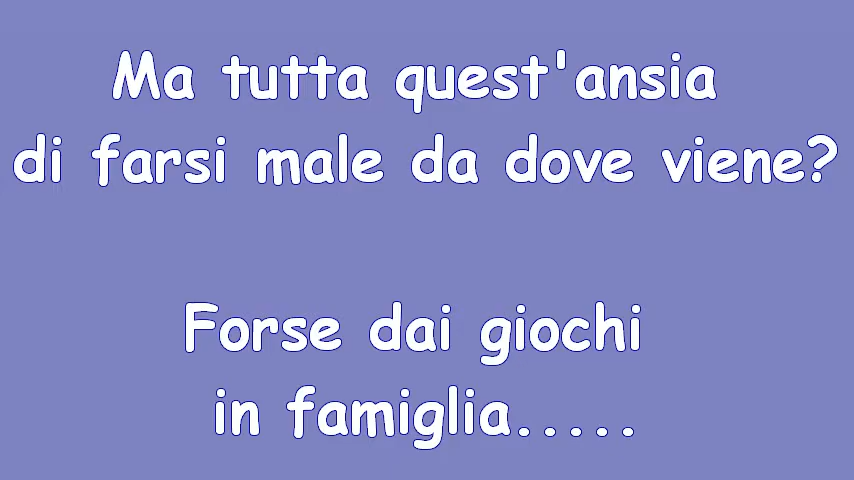 Ma tutta quest'ansia
di farsi male da dove viene?
Forse dai giochi
in famiglia.....